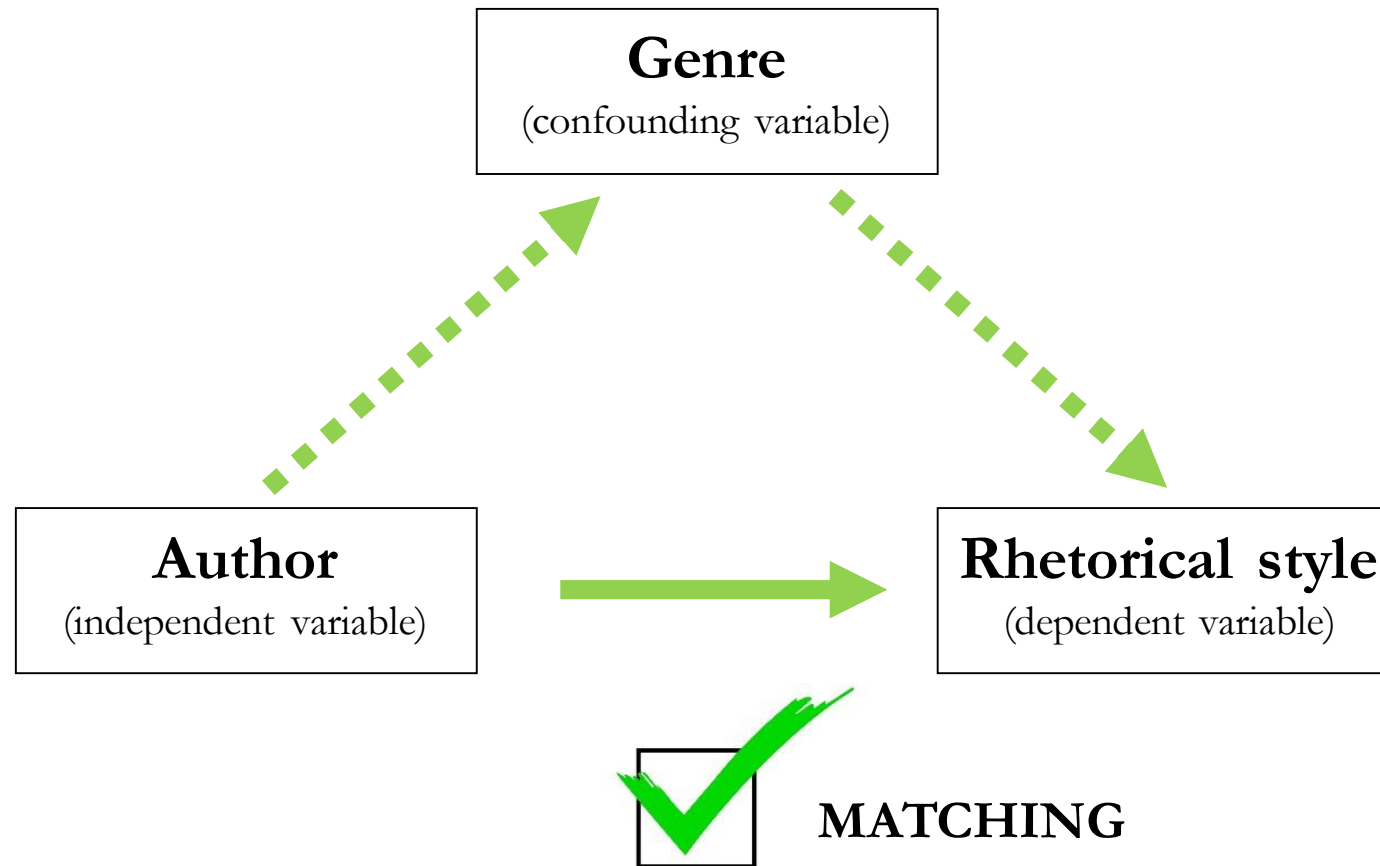 Genre
(confounding variable)
Author
(independent variable)
Rhetorical style
(dependent variable)
MATCHING